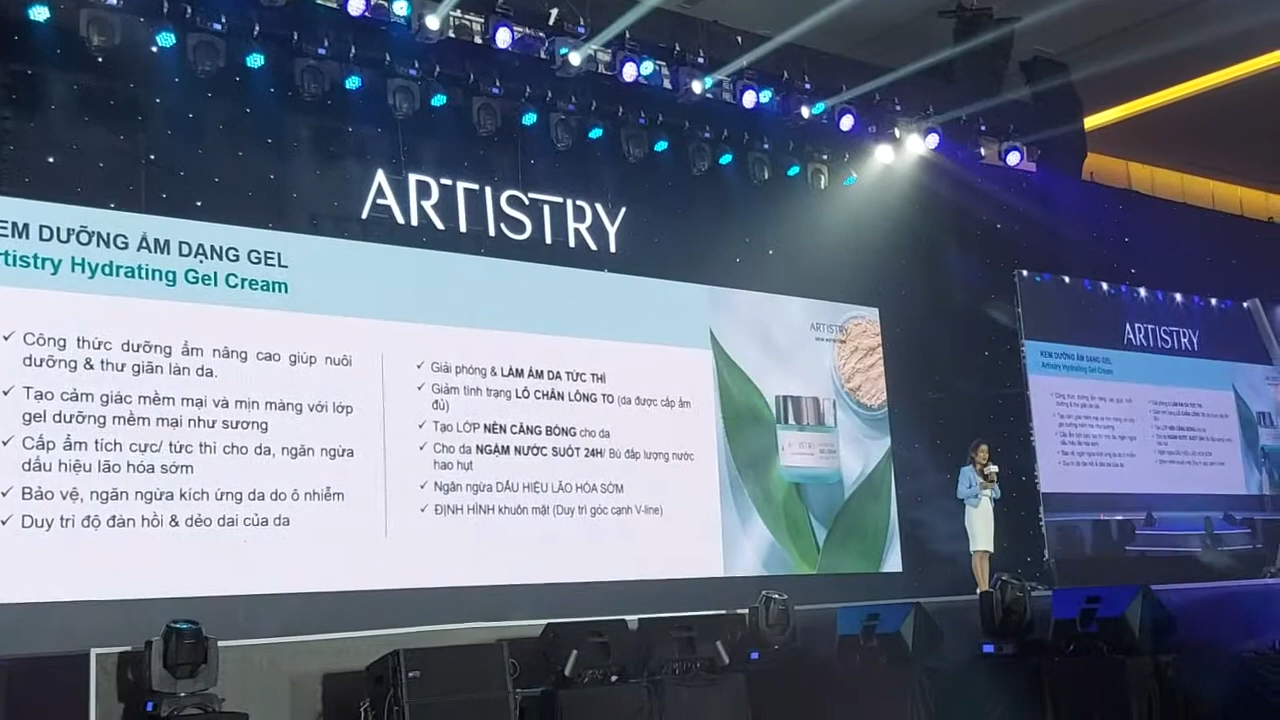 ARTISTRY
EM DƯỠNG ẨM DẠNG GEL
rtistry Hydrating Gel Cream
✓ Công thức dưỡng ẩm nâng cao giúp nuôi
dưỡng & thư giãn làn da.
✓ Tạo cảm giác mềm mại và mịn màng với lớp
gel dưỡng mềm mại như sương
✓ Cấp ẩm tích cực/ tức thì cho da, ngăn ngừa
dấu hiệu lão hóa sớm
✓ Bảo vệ, ngăn ngừa kích ứng da do ô nhiễm
✓ Duy trì độ đàn hồi & dẻo dai của da
✓ Giải phóng & LÀM ẨM DA TỨC THÌ
✓ Giảm tình trạng LỖ CHÂN LÔNG TO (da được cấp ẩm
đủ)
✓ Tạo LỚP NỀN CĂNG BÓNG cho da
✓ Cho da NGẬM NƯỚC SUỐT 24H/ Bù đắp lượng nước
hao hụt
✓ Ngăn ngừa DẤU HIỆU LÃO HÓA SỚM
✓ ĐỊNH HÌNH khuôn mặt (Duy trì góc cạnh V-line)
ARTISTRY
ARTISTRY
ARTISTRY
KEM DƯỠNG ẨM DẠNG GEL
Artistry Hydrating Gel Cream